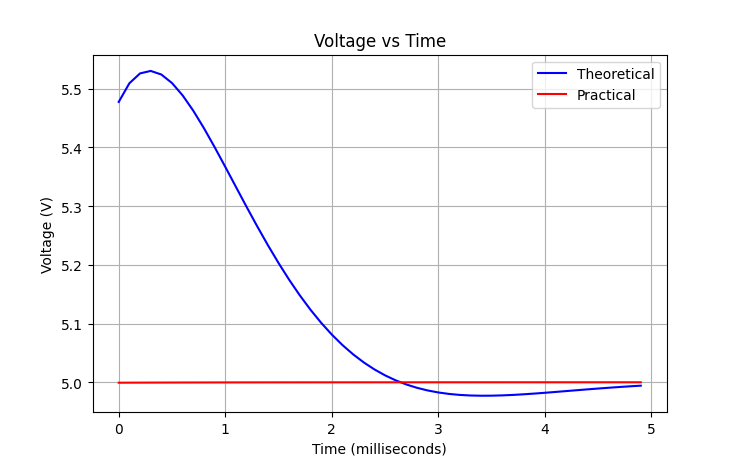 Voltage vs Time
Theoretical
Practical
5.5
5.4
5.3
5.2
5.1
5.0
Voltage (V)
0 1 2 3 4 5
Time (milliseconds)